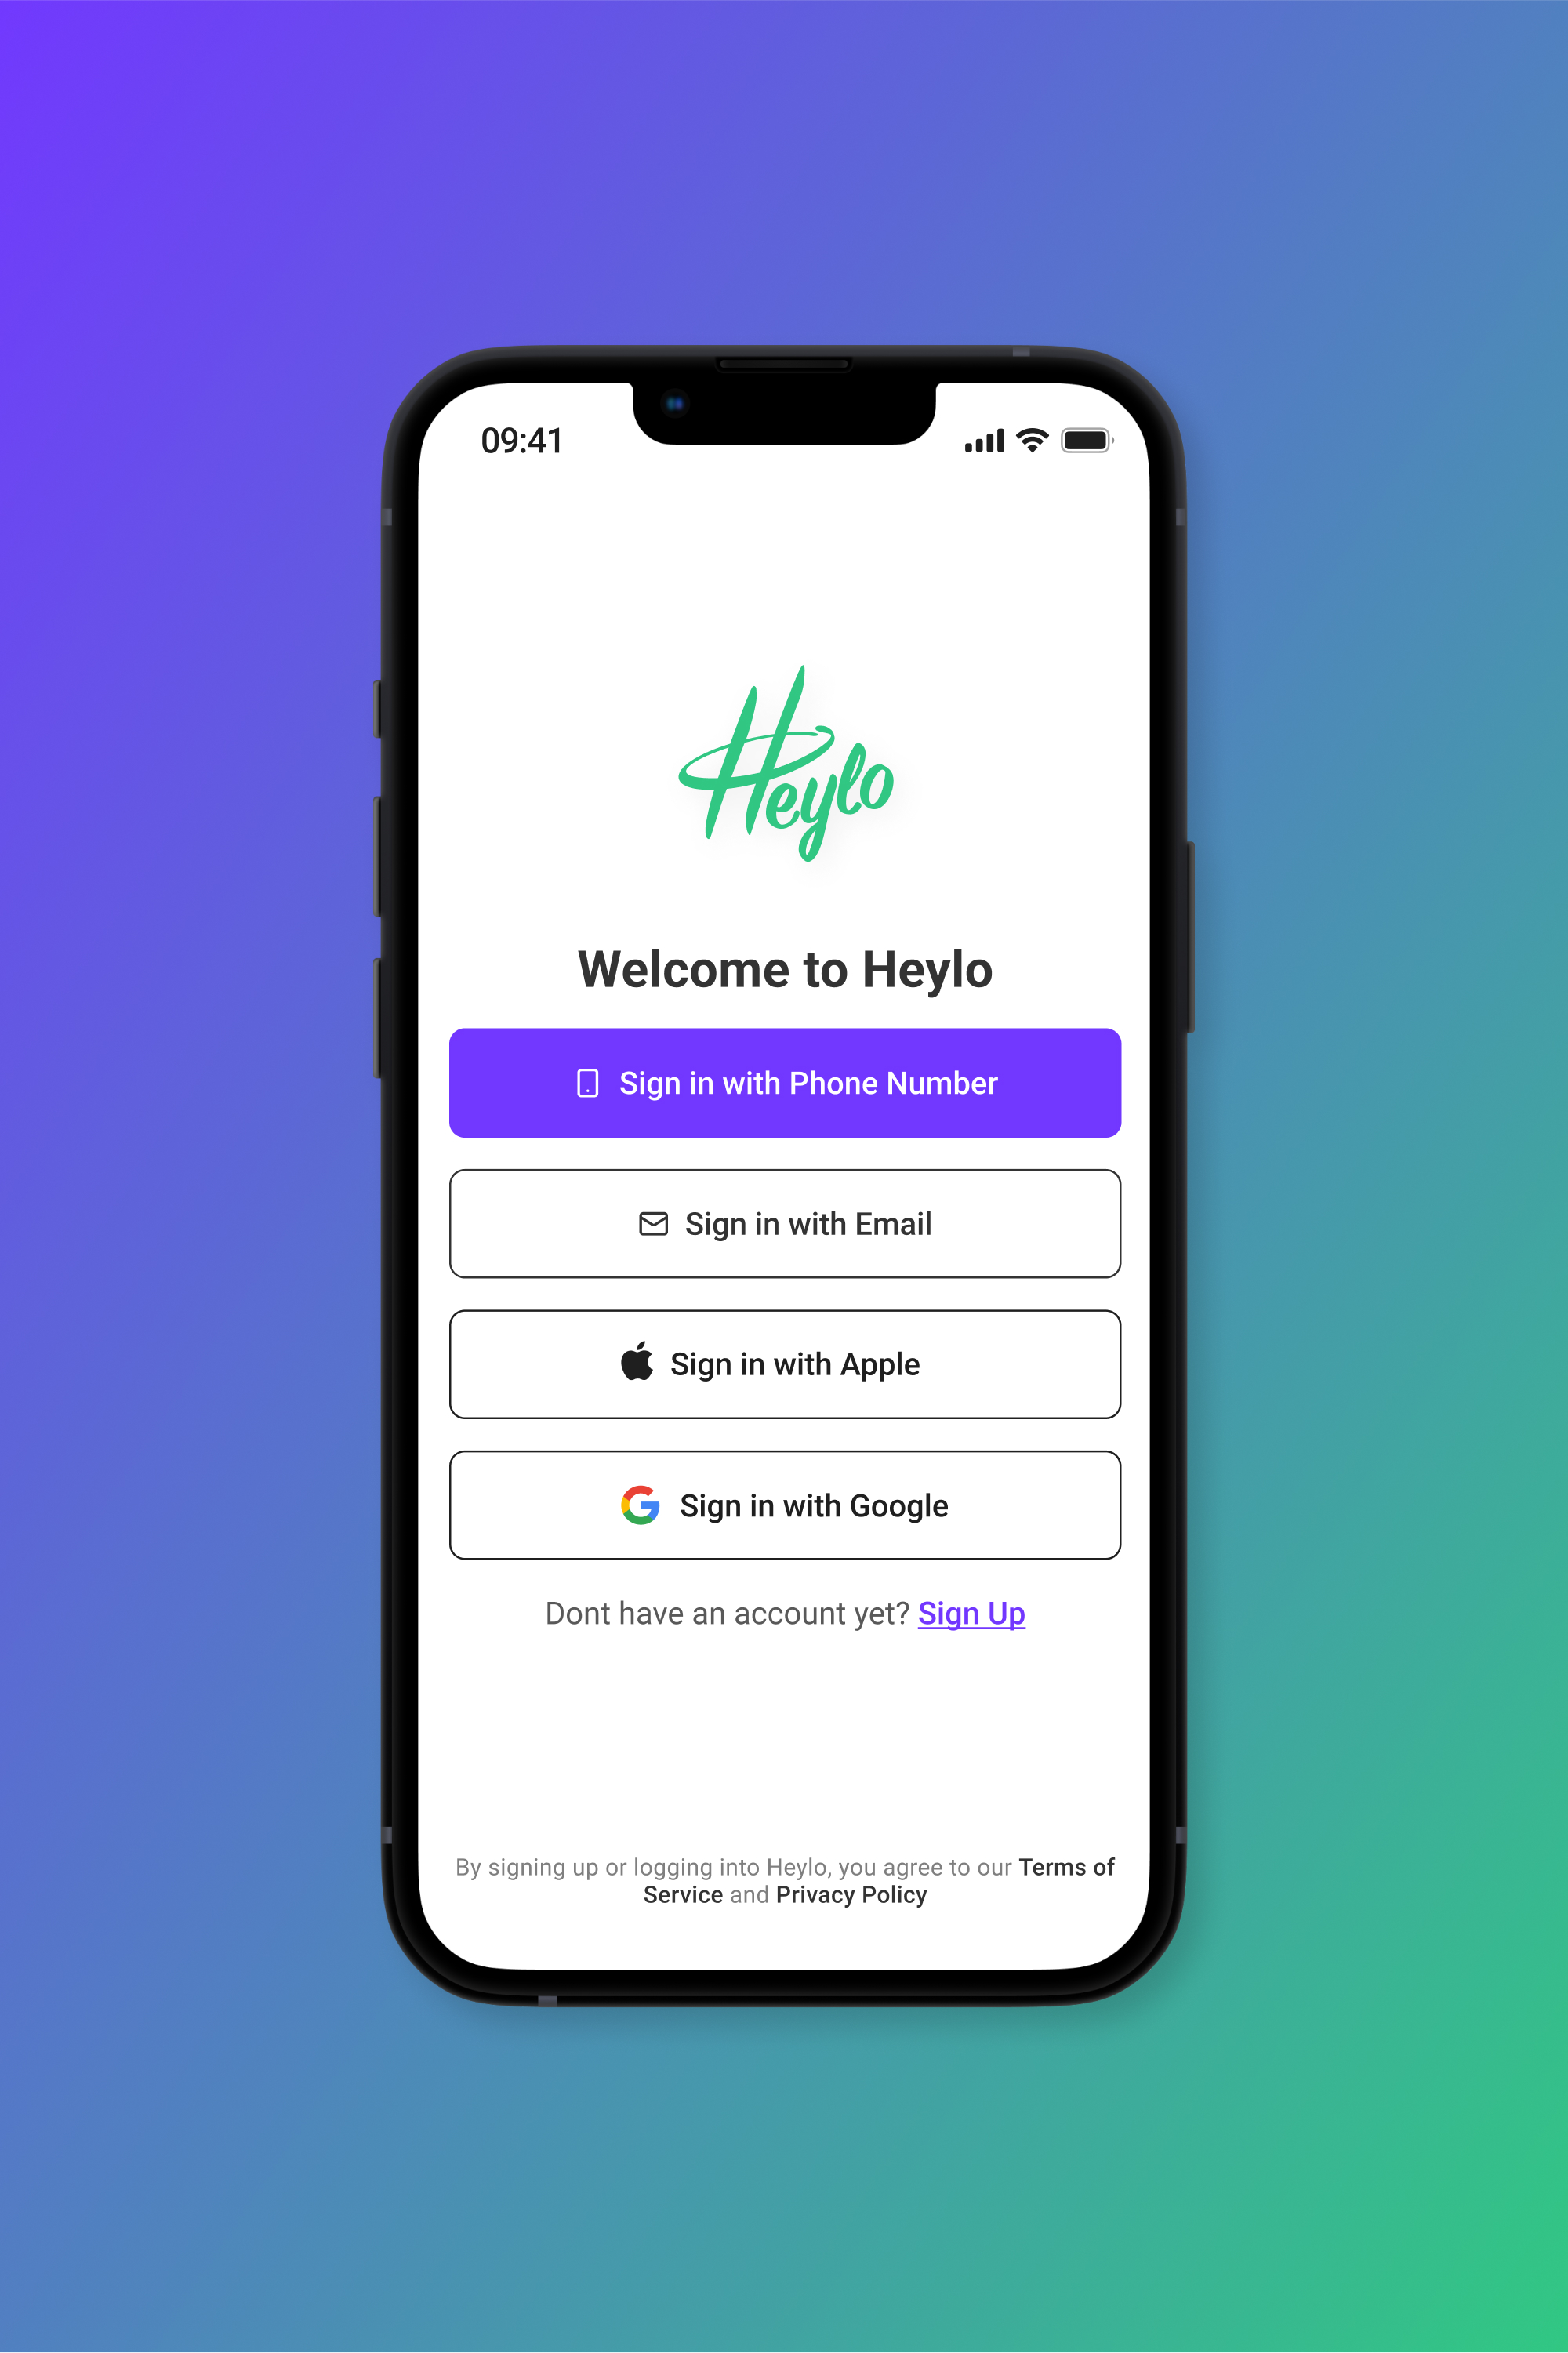 09:41
Heylo
Welcome to Heylo
Sign in with Phone Number
Sign in with Email
Sign in with Apple
Sign in with Google
Dont have an account yet? Sign Up
By signing up or logging into Heylo, you agree to our Terms of
Service and Privacy Policy